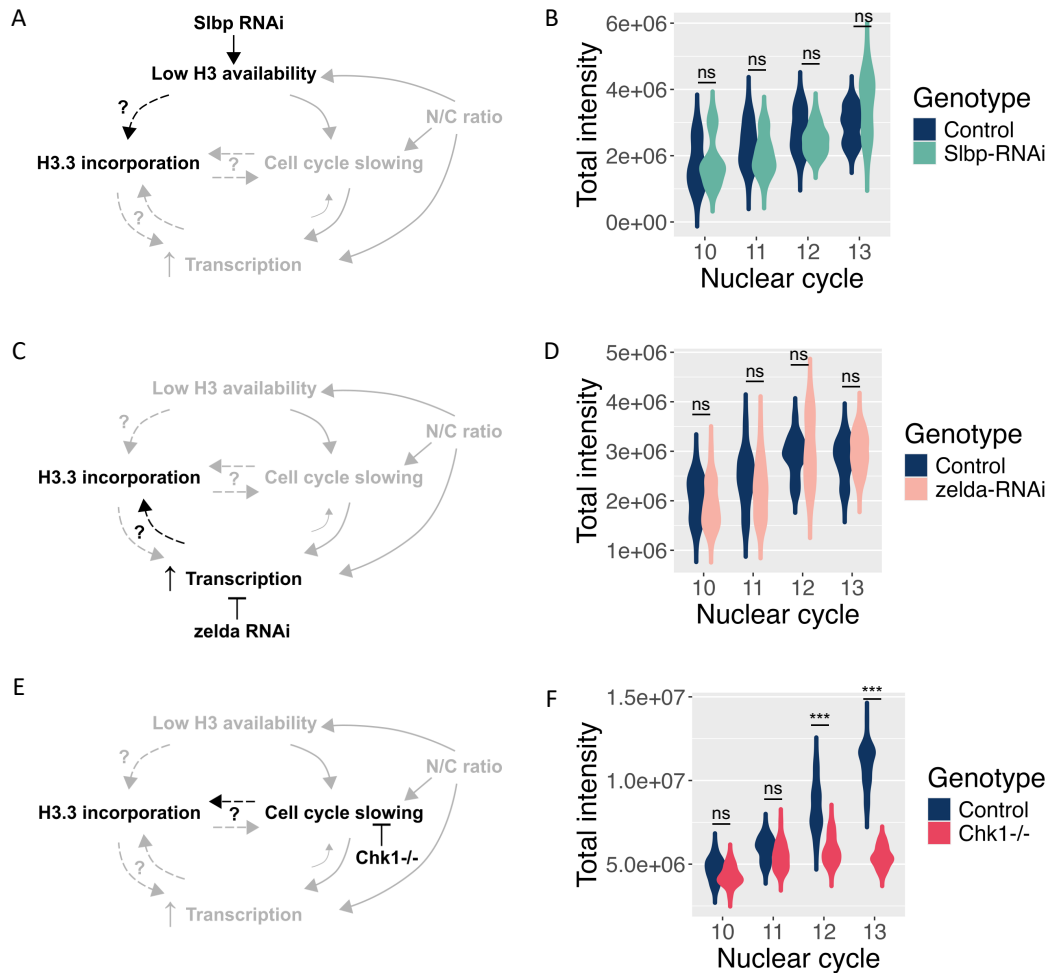 A
Slbp RNAi
Low H3 availability
?
N/C ratio
H3.3 incorporation
?
Cell cycle slowing
?
Transcription
B
Total intensity
6e+06
4e+06
2e+06
0e+00
ns
ns
ns
ns
10 11 12 13
Nuclear cycle
Genotype
Control
Slbp-RNAi
C
Low H3 availability
?
N/C ratio
H3.3 incorporation
?
Cell cycle slowing
?
Transcription
zelda RNAi
D
Total intensity
5e+06
4e+06
3e+06
2e+06
1e+06
ns
ns
ns
ns
10 11 12 13
Nuclear cycle
Genotype
Control
zelda-RNAi
E
Low H3 availability
?
N/C ratio
H3.3 incorporation
?
Cell cycle slowing
Chk1-/-
?
Transcription
F
Total intensity
1.5e+07
1.0e+07
5.0e+06
ns
ns
***
***
10 11 12 13
Nuclear cycle
Genotype
Control
Chk1-/-